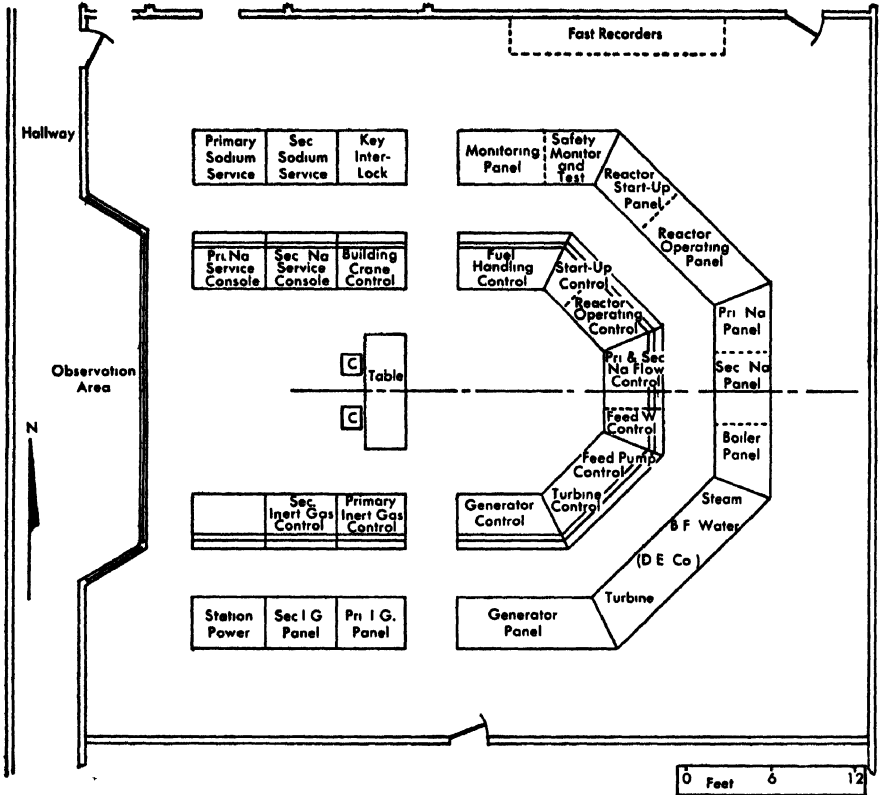 Fast Recorders
Hallway
Primary
Sodium
Service
Sec
Sodium
Service
Key
Inter-
Lock
Monitoring
Panel
Safety
Monitor
and
Test
Reactor
Start-Up
Panel
Reactor
Operating
Panel
Pri Na
Service
Console
Sec Na
Service
Console
Building
Crane
Control
Fuel
Handling
Control
Start-Up
Control
Reactor
Operating
Control
Pri & Sec
Na Flow
Control
Feed W
Control
Feed Pump
Control
Turbine
Control
Pri Na
Panel
Sec Na
Panel
Boiler
Panel
Observation
Area
C
C
Table
N
Sec
Inert Gas
Control
Primary
Inert Gas
Control
Generator
Control
Steam
B F Water
(D E Co)
Turbine
Station
Power
Sec I G
Panel
Pri I G.
Panel
Generator
Panel
0 6 12
Feet